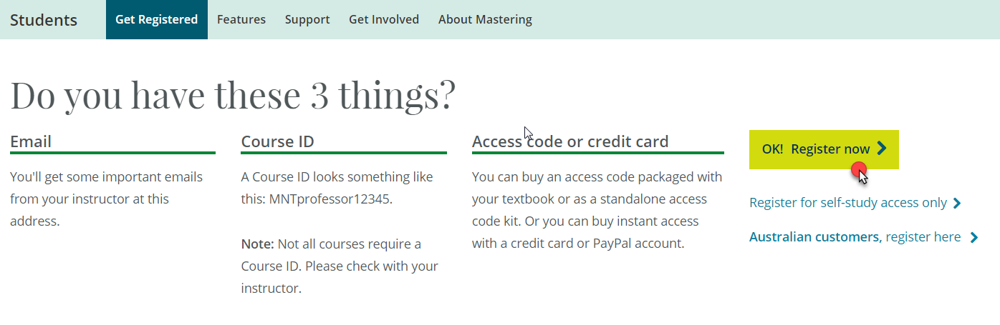 Students
Get Registered
Features
Support
Get Involved
About Mastering
Do you have these 3 things?
Email
You'll get some important emails
from your instructor at this
address.
Course ID
A Course ID looks something like
this: MNTprofessor12345.
Note: Not all courses require a
Course ID. Please check with your
instructor.
Access code or credit card
You can buy an access code packaged with
your textbook or as a standalone access
code kit. Or you can buy instant access
with a credit card or PayPal account.
OK! Register now
Register for self-study access only
Australian customers, register here